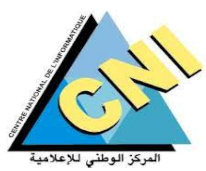 CENTRE NATIONAL DE L'INFORMATIQUE
CNI
المركز الوطني للإعلامية